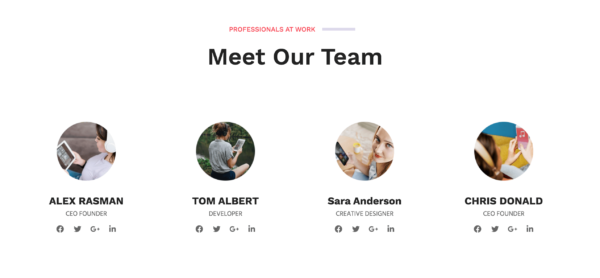 PROFESSIONALS AT WORK
Meet Our Team
ALEX RASMAN
CEO FOUNDER
TOM ALBERT
DEVELOPER
Sara Anderson
CREATIVE DESIGNER
CHRIS DONALD
CEO FOUNDER